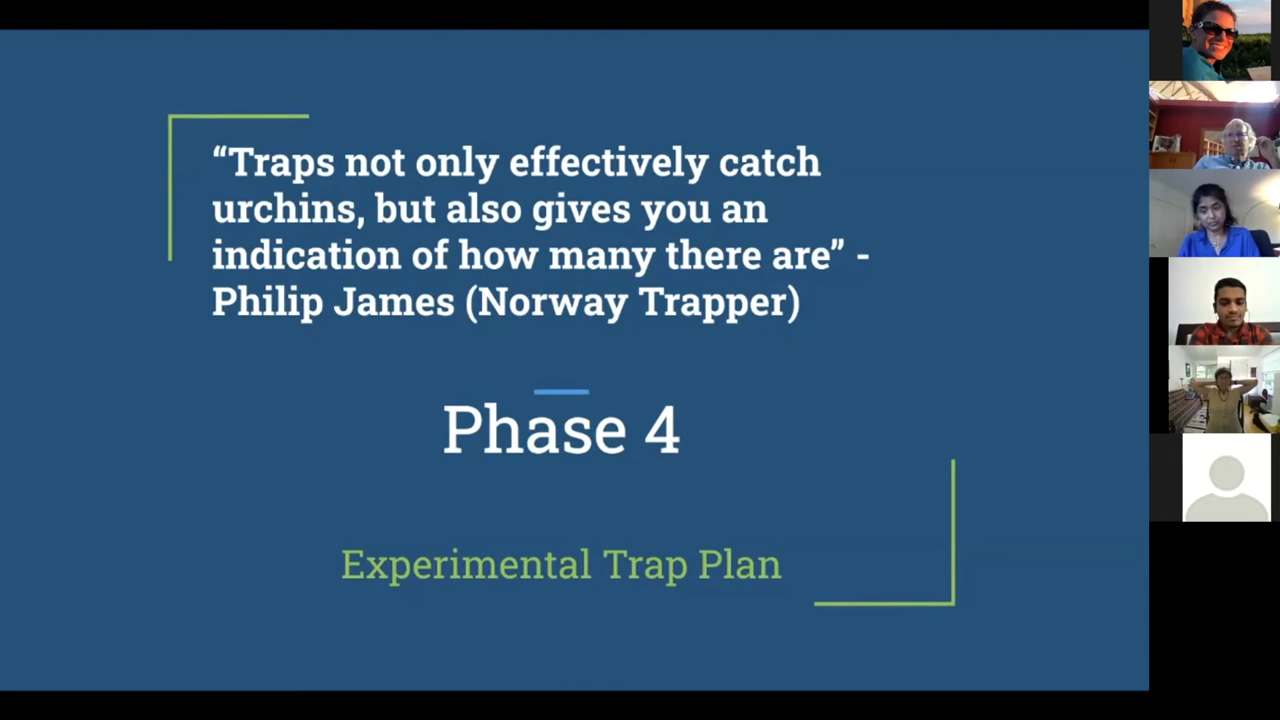 “Traps not only effectively catch
urchins, but also gives you an
indication of how many there are” -
Philip James (Norway Trapper)
Phase 4
Experimental Trap Plan